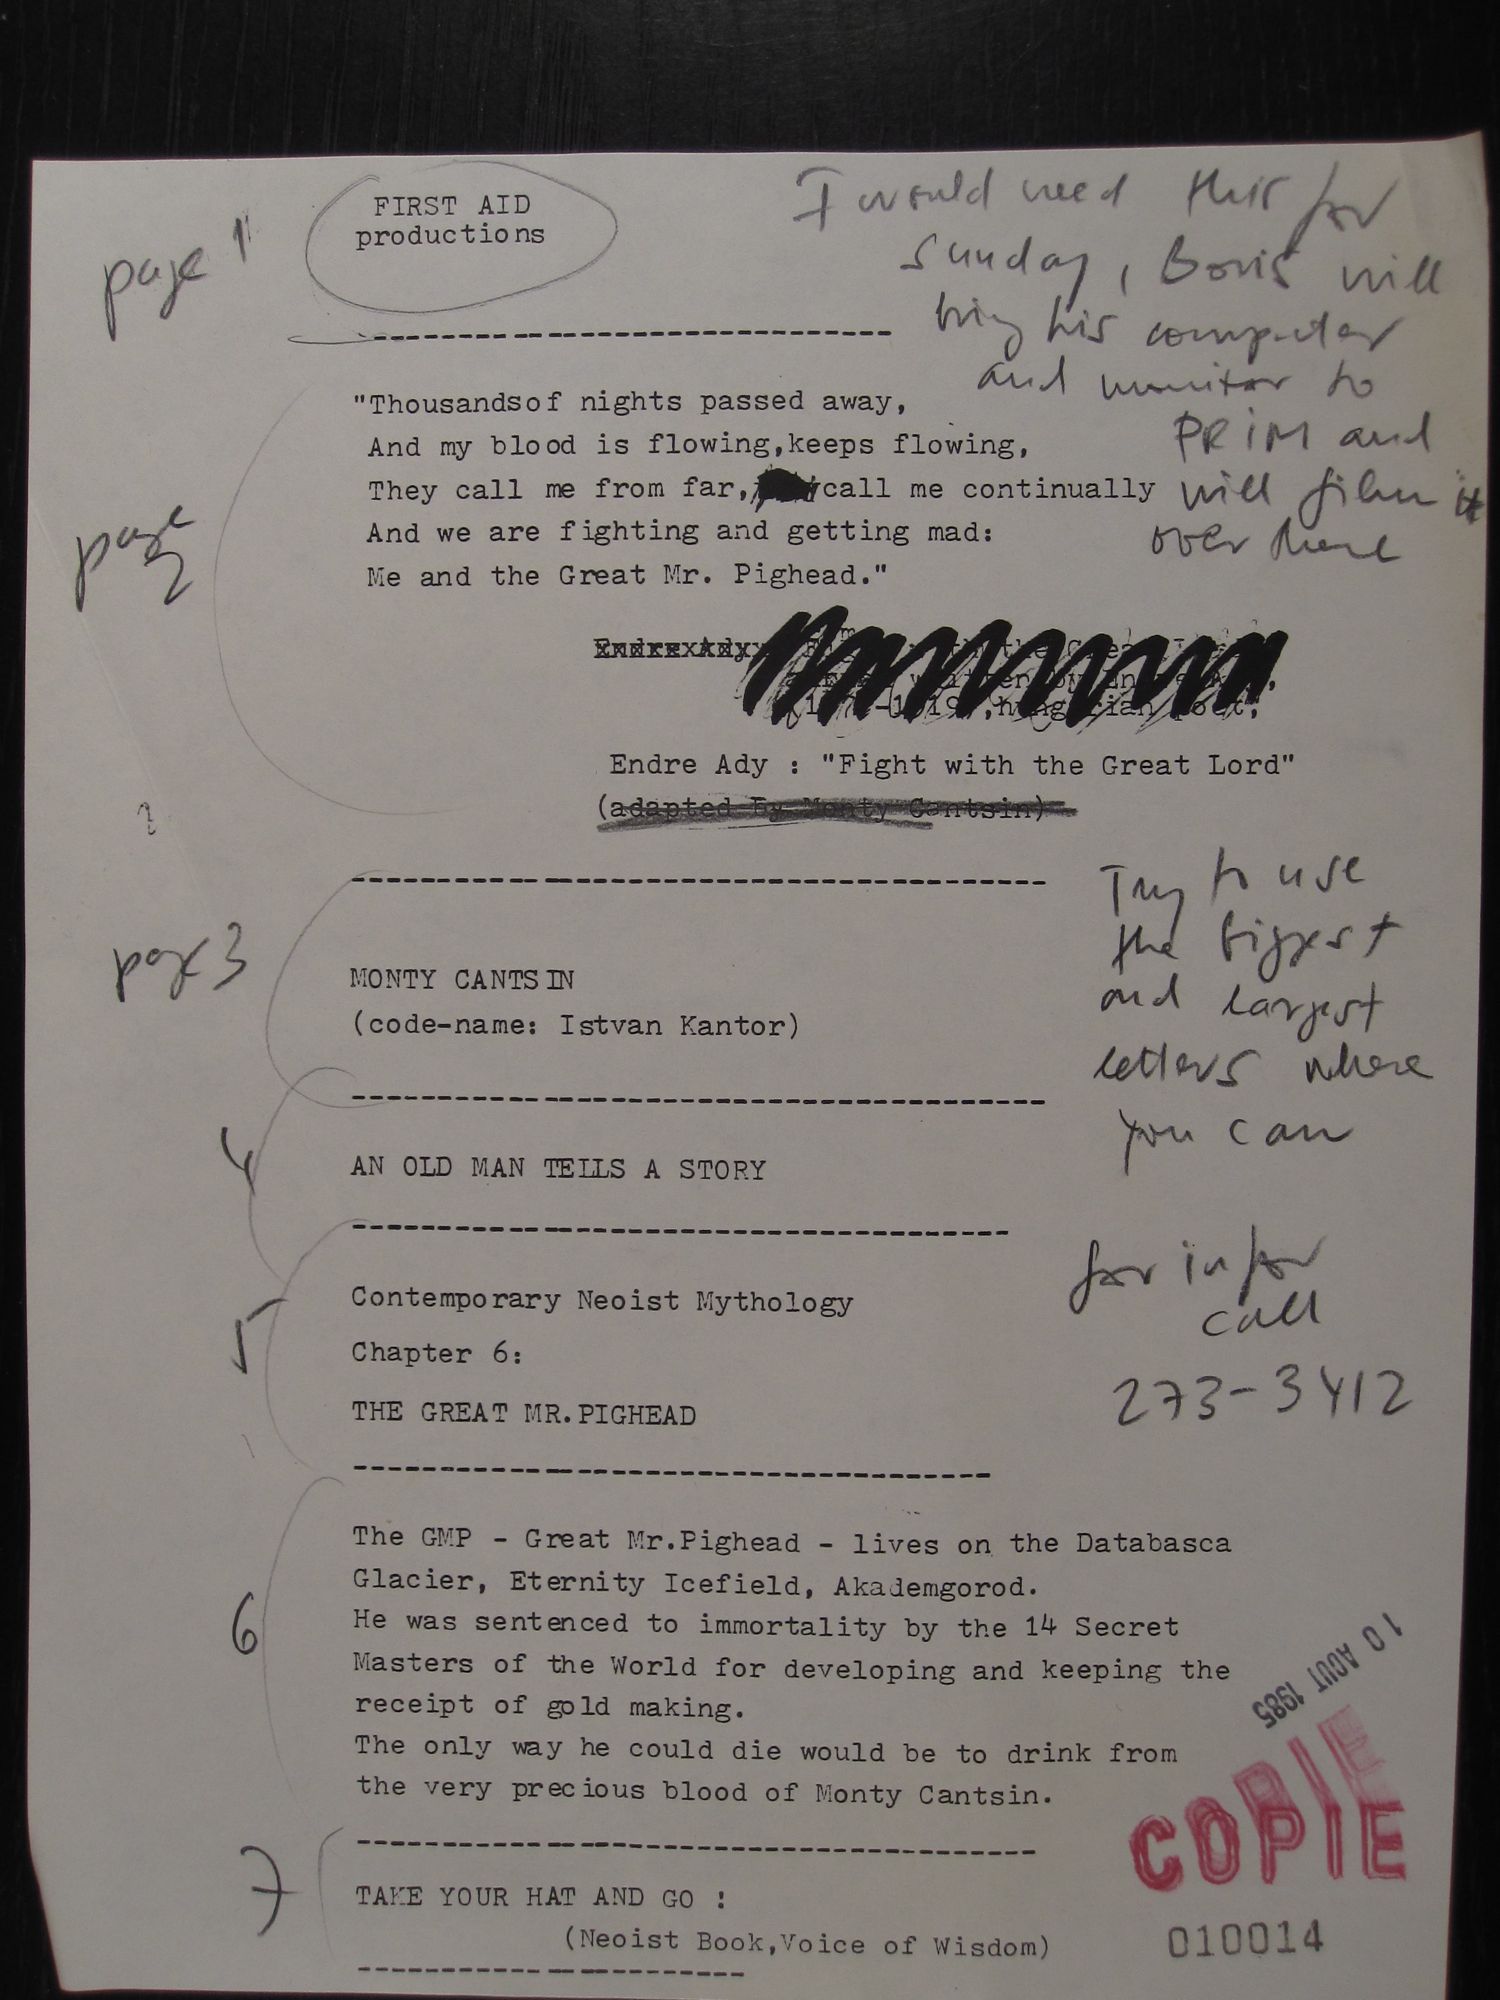 FIRST AID
productions
page 1
I would need this for
Sunday, Boris will
bring his computer
and monitor to
PRIM and
will film it
over there
"Thousandsof nights passed away,
And my blood is flowing,keeps flowing,
They call me from far, call me continually
And we are fighting and getting mad:
Me and the Great Mr. Pighead."
page
2
Endre Ady
Endre Ady : "Fight with the Great Lord"
(adapted by Monty Cantsin)
?
page 3
MONTY CANTSIN
(code-name: Istvan Kantor)
Try to use
the biggest
and largest
letters where
you can
4
AN OLD MAN TELLS A STORY
5
Contemporary Neoist Mythology
Chapter 6:
THE GREAT MR.PIGHEAD
for infor
call
273-3412
6
The GMP - Great Mr.Pighead - lives on the Databasca
Glacier, Eternity Icefield, Akademgorod.
He was sentenced to immortality by the 14 Secret
Masters of the World for developing and keeping the
receipt of gold making.
The only way he could die would be to drink from
the very precious blood of Monty Cantsin.
10 AOUT 1985
COPIE
COPIE
010014
7
TAKE YOUR HAT AND GO :
(Neoist Book,Voice of Wisdom)